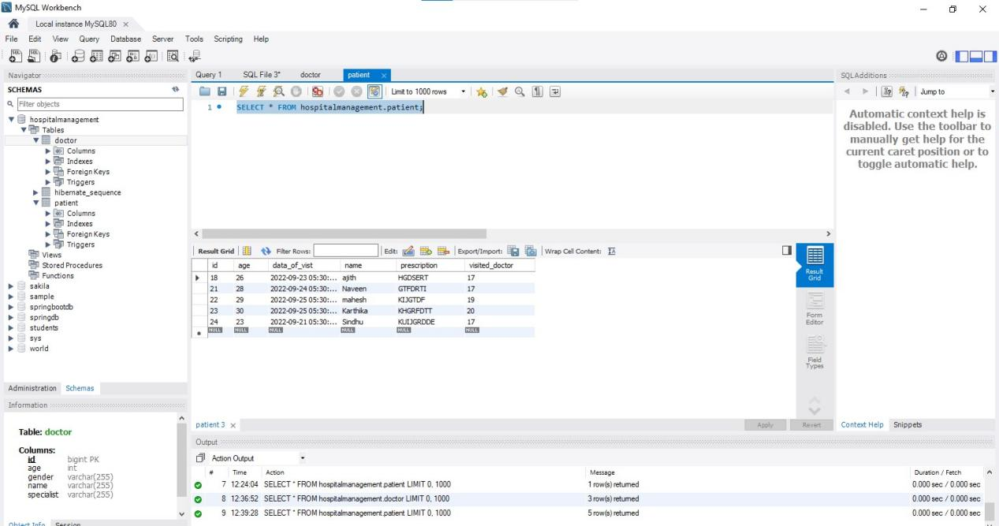 MySQL Workbench
Local instance MySQL80
File Edit View Query Database Server Tools Scripting Help
Navigator
SCHEMAS
Filter objects
hospitalmanagement
Tables
doctor
Columns
Indexes
Foreign Keys
Triggers
hibernate_sequence
patient
Columns
Indexes
Foreign Keys
Triggers
Views
Stored Procedures
Functions
sakila
sample
springbootdb
springdb
students
sys
world
Administration Schemas
Information
Table: doctor
Columns:
id bigint PK
age int
gender varchar(255)
name varchar(255)
specialist varchar(255)
Object Info Session
Query 1 SQL File 3* doctor patient
Limit to 1000 rows
1 SELECT * FROM hospitalmanagement.patient;
Result Grid Filter Rows: Edit: Export/Import: Wrap Cell Content:
id age data_of_vist name prescription visited_doctor
18 26 2022-09-23 05:30:... ajith HGDSERT 17
21 28 2022-09-24 05:30:... Naveen GTFDRTI 17
22 29 2022-09-25 05:30:... mahesh KIJGTDF 19
23 30 2022-09-25 05:30:... Karthika KHGRFDTT 20
24 23 2022-09-21 05:30:... Sindhu KUIJGRDDE 17
NULL NULL NULL NULL NULL NULL
Result
Grid
Form
Editor
Field
Types
patient 3 Apply Revert
Output
Action Output
# Time Action Message Duration / Fetch
7 12:24:04 SELECT * FROM hospitalmanagement.patient LIMIT 0, 1000 1 row(s) returned 0.000 sec / 0.000 sec
8 12:36:52 SELECT * FROM hospitalmanagement.doctor LIMIT 0, 1000 3 row(s) returned 0.000 sec / 0.000 sec
9 12:39:28 SELECT * FROM hospitalmanagement.patient LIMIT 0, 1000 5 row(s) returned 0.000 sec / 0.000 sec
SQLAdditions
Jump to
Automatic context help is
disabled. Use the toolbar to
manually get help for the
current caret position or to
toggle automatic help.
Context Help Snippets